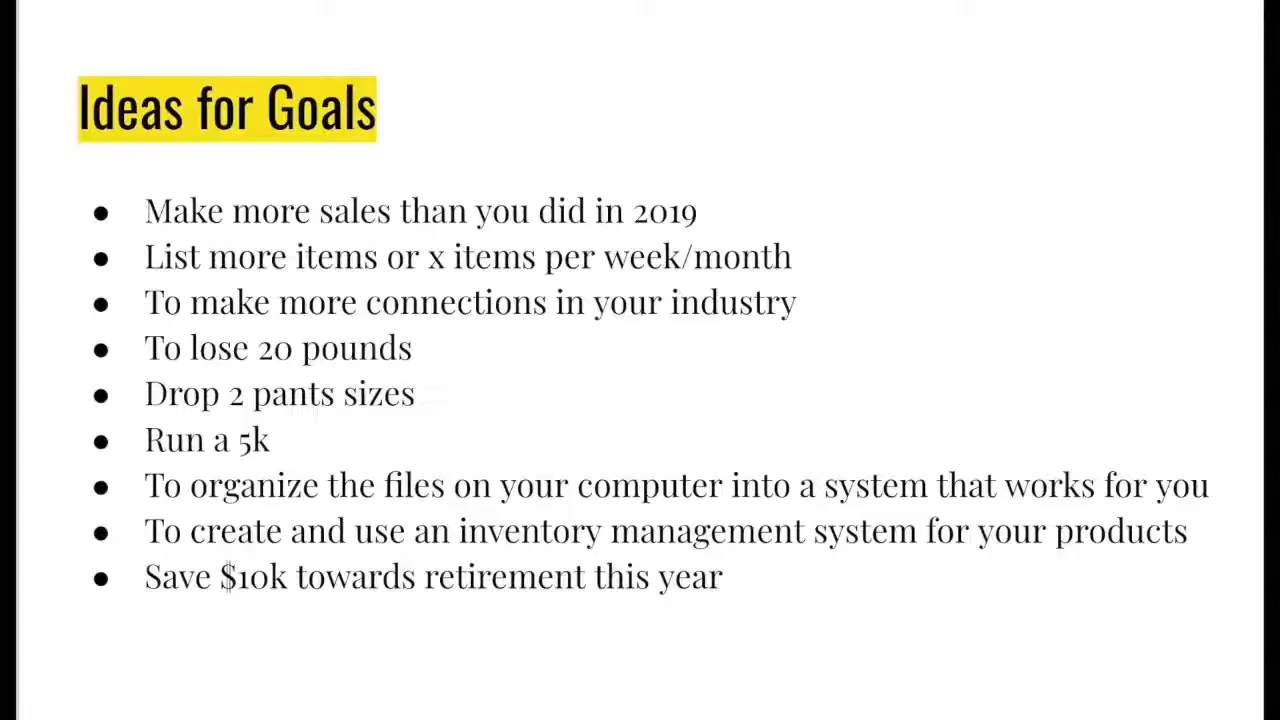 Ideas for Goals
● Make more sales than you did in 2019
● List more items or x items per week/month
● To make more connections in your industry
● To lose 20 pounds
● Drop 2 pants sizes
● Run a 5k
● To organize the files on your computer into a system that works for you
● To create and use an inventory management system for your products
● Save $10k towards retirement this year